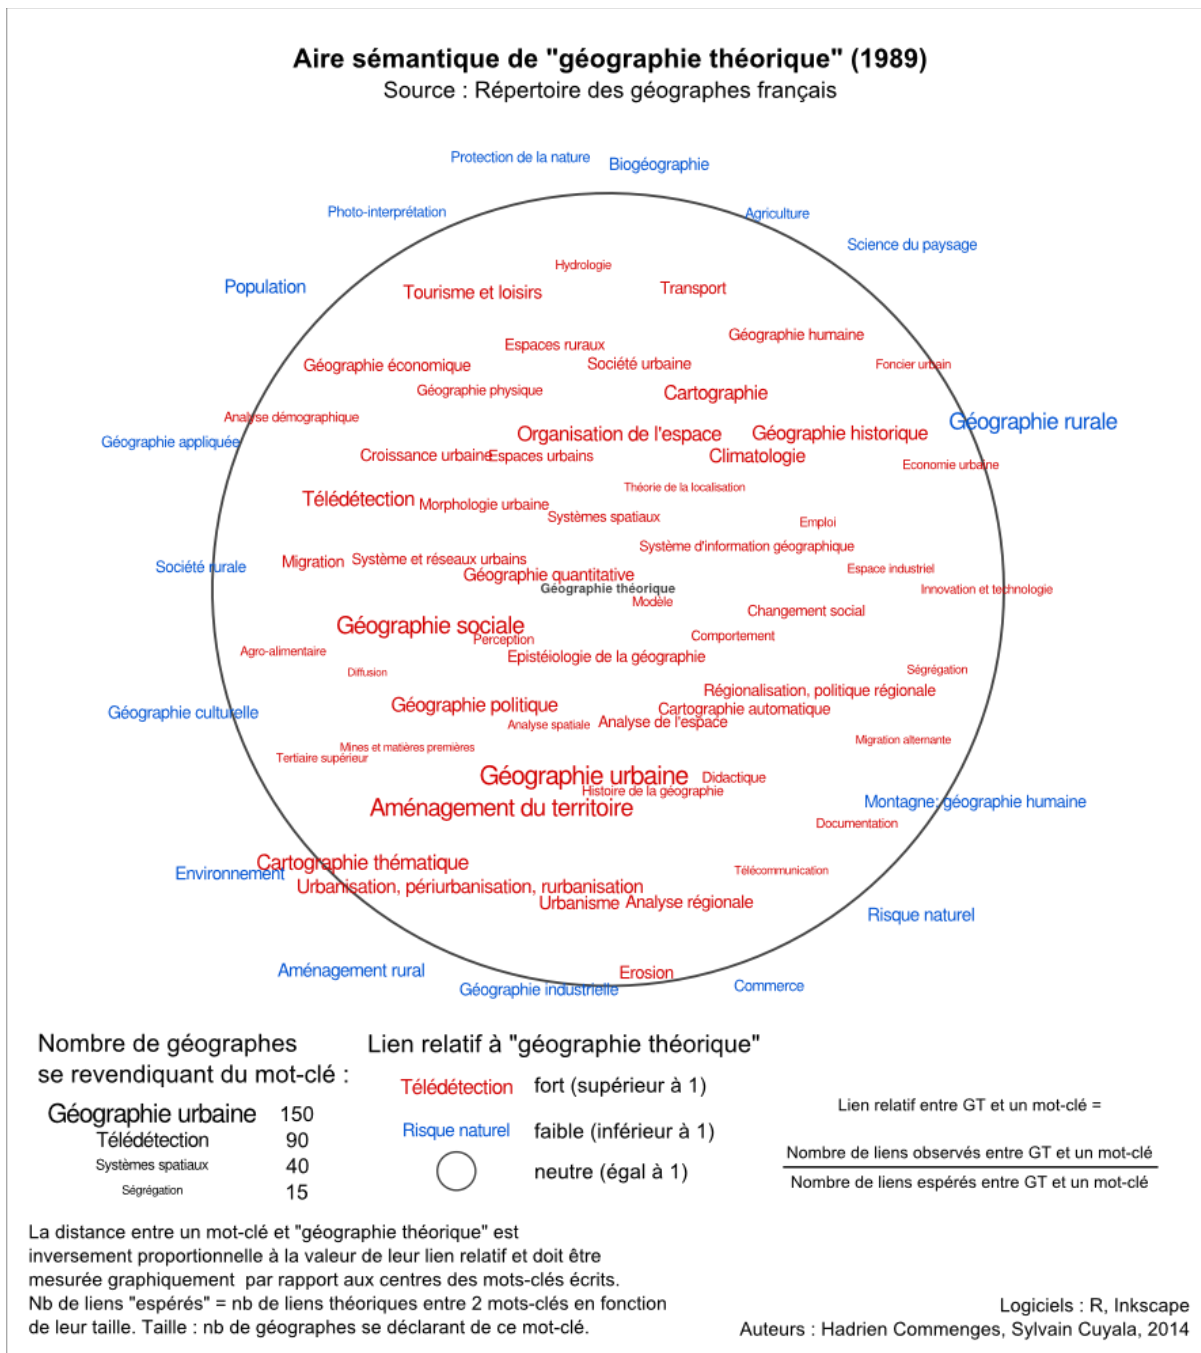 Aire sémantique de "géographie théorique" (1989)
Source : Répertoire des géographes français
Protection de la nature
Biogéographie
Photo-interprétation
Agriculture
Science du paysage
Hydrologie
Population
Tourisme et loisirs
Transport
Géographie humaine
Espaces ruraux
Géographie économique
Société urbaine
Foncier urbain
Géographie physique
Cartographie
Analyse démographique
Géographie rurale
Organisation de l'espace
Géographie historique
Géographie appliquée
Croissance urbaine
Espaces urbains
Climatologie
Economie urbaine
Théorie de la localisation
Télédétection
Morphologie urbaine
Systèmes spatiaux
Emploi
Système d'information géographique
Société rurale
Migration
Système et réseaux urbains
Espace industriel
Géographie quantitative
Géographie théorique
Innovation et technologie
Modèle
Changement social
Géographie sociale
Perception
Comportement
Agro-alimentaire
Epistéiologie de la géographie
Diffusion
Ségrégation
Régionalisation, politique régionale
Géographie politique
Cartographie automatique
Géographie culturelle
Analyse spatiale
Analyse de l'espace
Migration alternante
Mines et matières premières
Tertiaire supérieur
Géographie urbaine
Didactique
Histoire de la géographie
Aménagement du territoire
Montagne: géographie humaine
Documentation
Cartographie thématique
Environnement
Télécommunication
Urbanisation, périurbanisation, rurbanisation
Urbanisme
Analyse régionale
Risque naturel
Aménagement rural
Erosion
Géographie industrielle
Commerce
Nombre de géographes
se revendiquant du mot-clé :
Géographie urbaine 150
Télédétection 90
Systèmes spatiaux 40
Ségrégation 15
Lien relatif à "géographie théorique"
Télédétection fort (supérieur à 1)
Risque naturel faible (inférieur à 1)
neutre (égal à 1)
Lien relatif entre GT et un mot-clé =
Nombre de liens observés entre GT et un mot-clé
Nombre de liens espérés entre GT et un mot-clé
La distance entre un mot-clé et "géographie théorique" est
inversement proportionnelle à la valeur de leur lien relatif et doit être
mesurée graphiquement par rapport aux centres des mots-clés écrits.
Nb de liens "espérés" = nb de liens théoriques entre 2 mots-clés en fonction
de leur taille. Taille : nb de géographes se déclarant de ce mot-clé.
Logiciels : R, Inkscape
Auteurs : Hadrien Commenges, Sylvain Cuyala, 2014